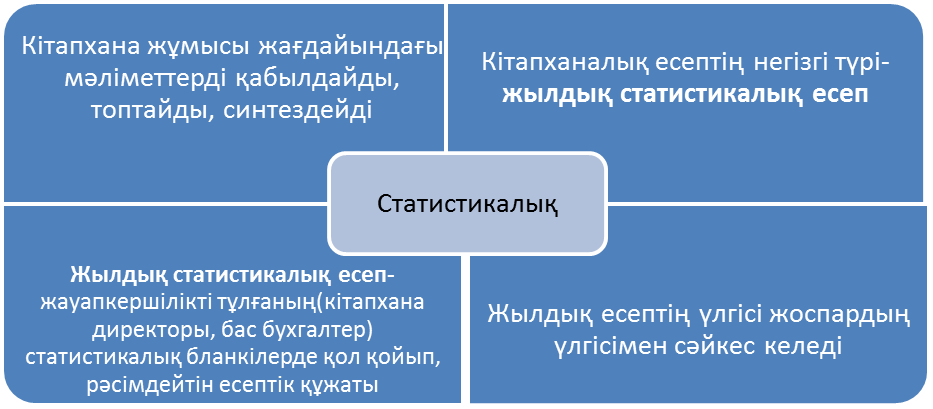 Кітапхана жұмысы жағдайындағы
мәліметтерді қабылдайды,
топтайды, синтездейді
Кітапханалық есептің негізгі түрі-
жылдық статистикалық есеп
Статистикалық
Жылдық статистикалық есеп-
жауапкершілікті тұлғаның(кітапхана
директоры, бас бухгалтер)
статистикалық бланкілерде қол қойып,
рәсімдейтін есептік құжаты
Жылдық есептің үлгісі жоспардың
үлгісімен сәйкес келеді